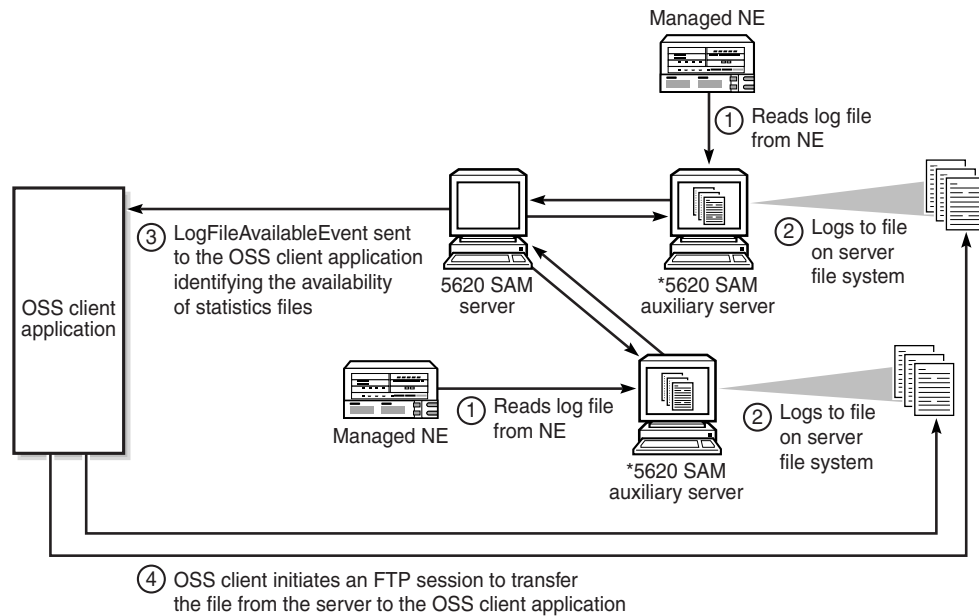 Managed NE
1 Reads log file
from NE
3 LogFileAvailableEvent sent
to the OSS client application
identifying the availability
of statistics files
5620 SAM
server
*5620 SAM
auxiliary server
2 Logs to file
on server
file system
OSS client
application
Managed NE
1 Reads log file
from NE
*5620 SAM
auxiliary server
2 Logs to file
on server
file system
4 OSS client initiates an FTP session to transfer
the file from the server to the OSS client application